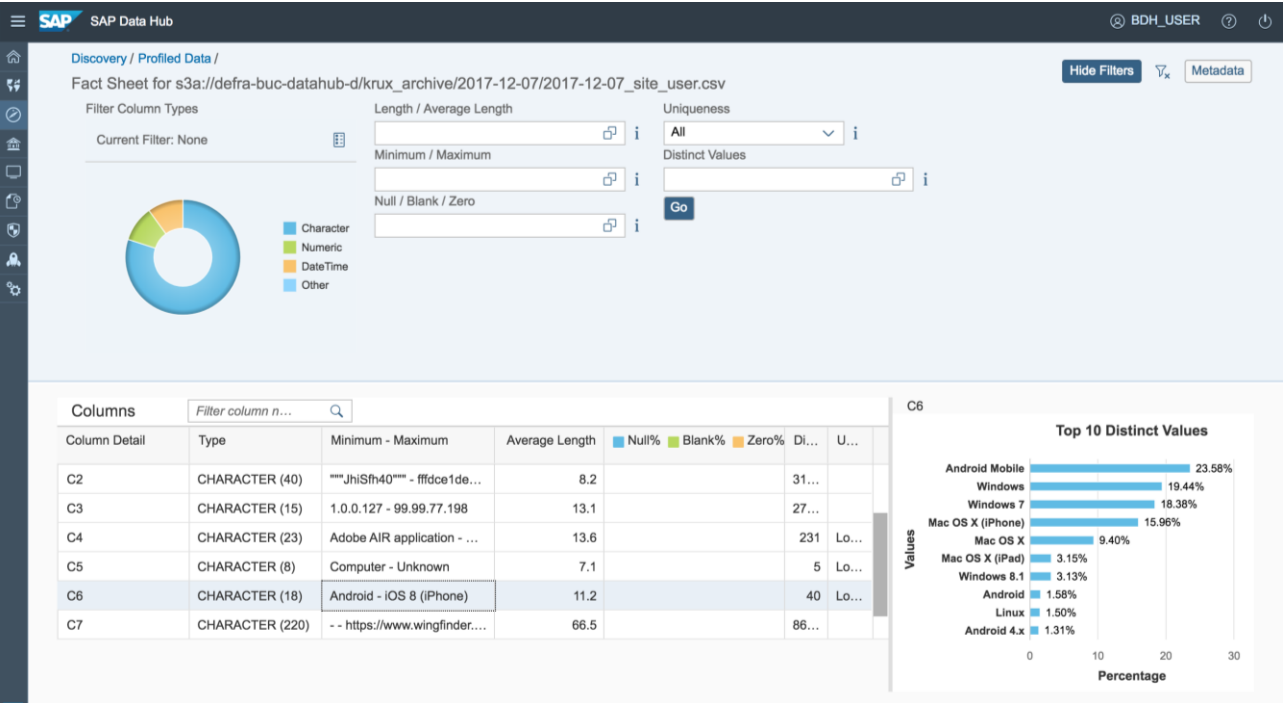 SAP SAP Data Hub BDH_USER
Discovery / Profiled Data /
Hide Filters Metadata
Fact Sheet for s3a://defra-buc-datahub-d/krux_archive/2017-12-07/2017-12-07_site_user.csv
Filter Column Types Length / Average Length Uniqueness
Current Filter: None All
Minimum / Maximum Distinct Values
Null / Blank / Zero Go
Character
Numeric
DateTime
Other
Columns Filter column n...
Column Detail Type Minimum - Maximum Average Length Null% Blank% Zero% Di... U...
C2 CHARACTER (40) """JhiSfh40""" - fffdce1de... 8.2 31...
C3 CHARACTER (15) 1.0.0.127 - 99.99.77.198 13.1 27...
C4 CHARACTER (23) Adobe AIR application - ... 13.6 231 Lo...
C5 CHARACTER (8) Computer - Unknown 7.1 5 Lo...
C6 CHARACTER (18) Android - iOS 8 (iPhone) 11.2 40 Lo...
C7 CHARACTER (220) - - https://www.wingfinder.... 66.5 86...
C6
Top 10 Distinct Values
Android Mobile 23.58%
Windows 19.44%
Windows 7 18.38%
Mac OS X (iPhone) 15.96%
Mac OS X 9.40%
Mac OS X (iPad) 3.15%
Windows 8.1 3.13%
Android 1.58%
Linux 1.50%
Android 4.x 1.31%
Values
0 10 20 30
Percentage